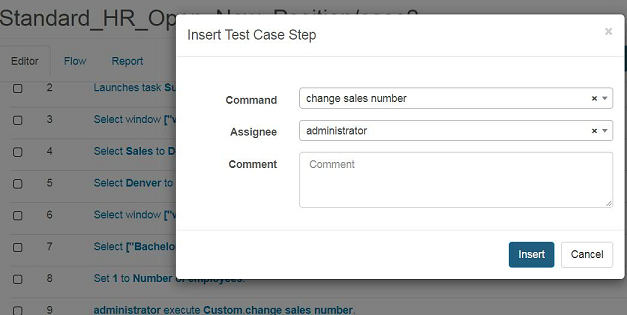 Standard_HR_Open_New_Position/case2
Insert Test Case Step ×
Editor Flow Report
2 Launches task Su
Command change sales number × ▾
3 Select window ["v
Assignee administrator × ▾
4 Select Sales to D
Comment Comment
5 Select Denver to
6 Select window ["v
7 Select ["Bachelo
Insert Cancel
8 Set 1 to Number of employees.
9 administrator execute Custom.change sales number.